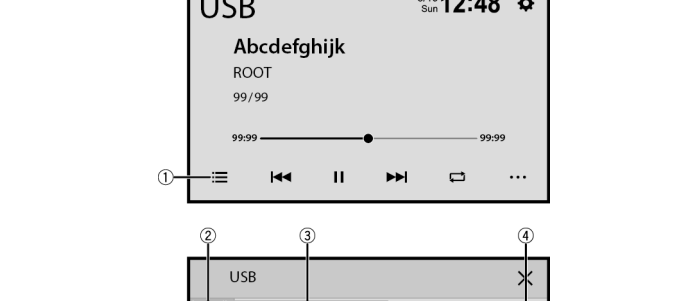 USB
Sun 12:48
Abcdefghijk
ROOT
99/99
99:99 99:99
①
② ③ ④
USB